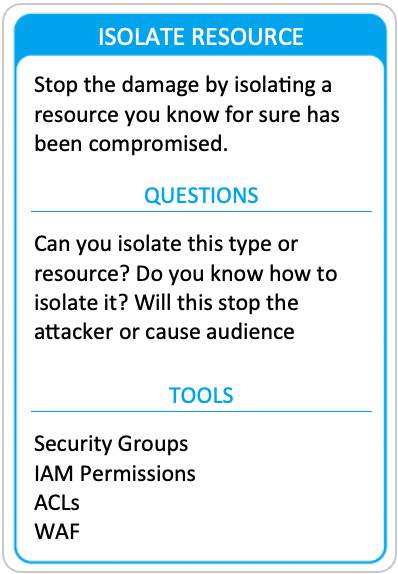 ISOLATE RESOURCE
Stop the damage by isolating a
resource you know for sure has
been compromised.
QUESTIONS
Can you isolate this type or
resource? Do you know how to
isolate it? Will this stop the
attacker or cause audience
TOOLS
Security Groups
IAM Permissions
ACLs
WAF